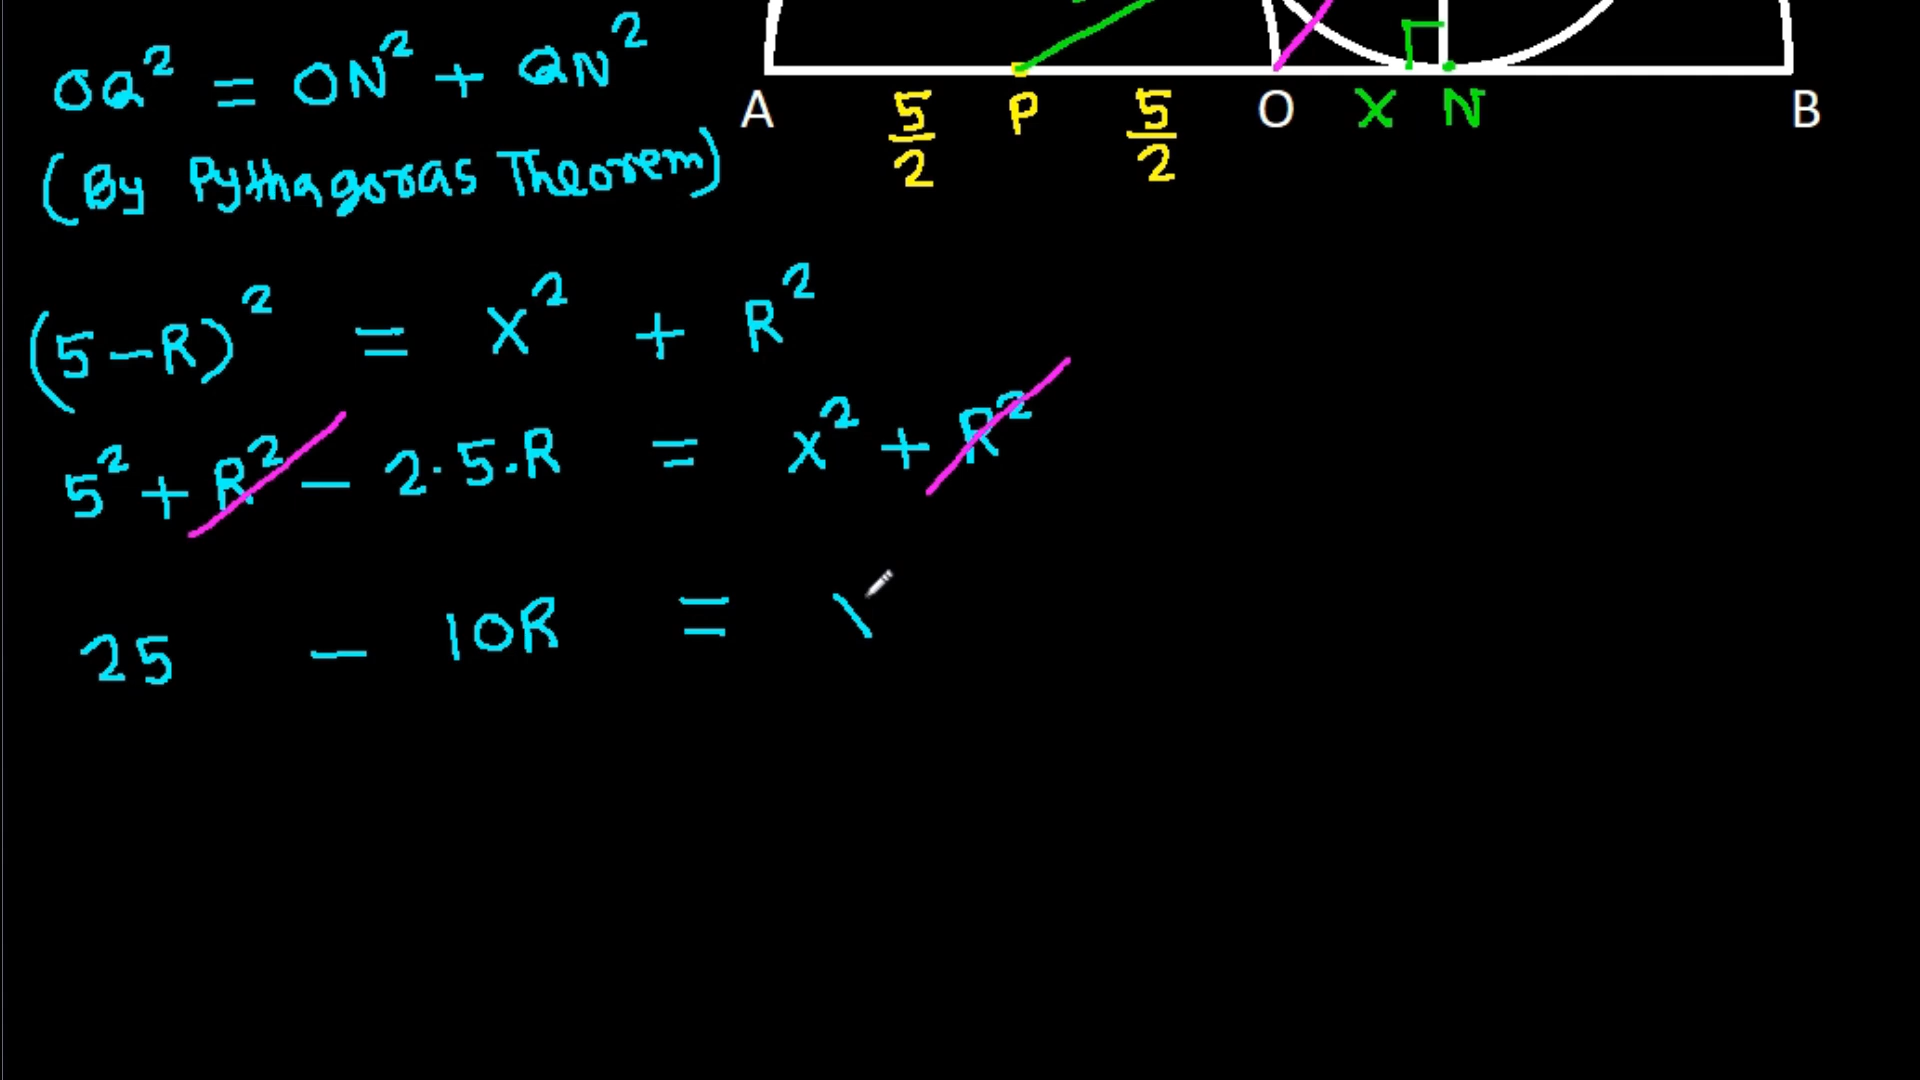 OQ² = ON² + QN²
(By Pythagoras Theorem)
A 5/2 P 5/2 O X N B
(5-R)² = X² + R²
5² + R² - 2·5·R = X² + R²
25 - 10R =